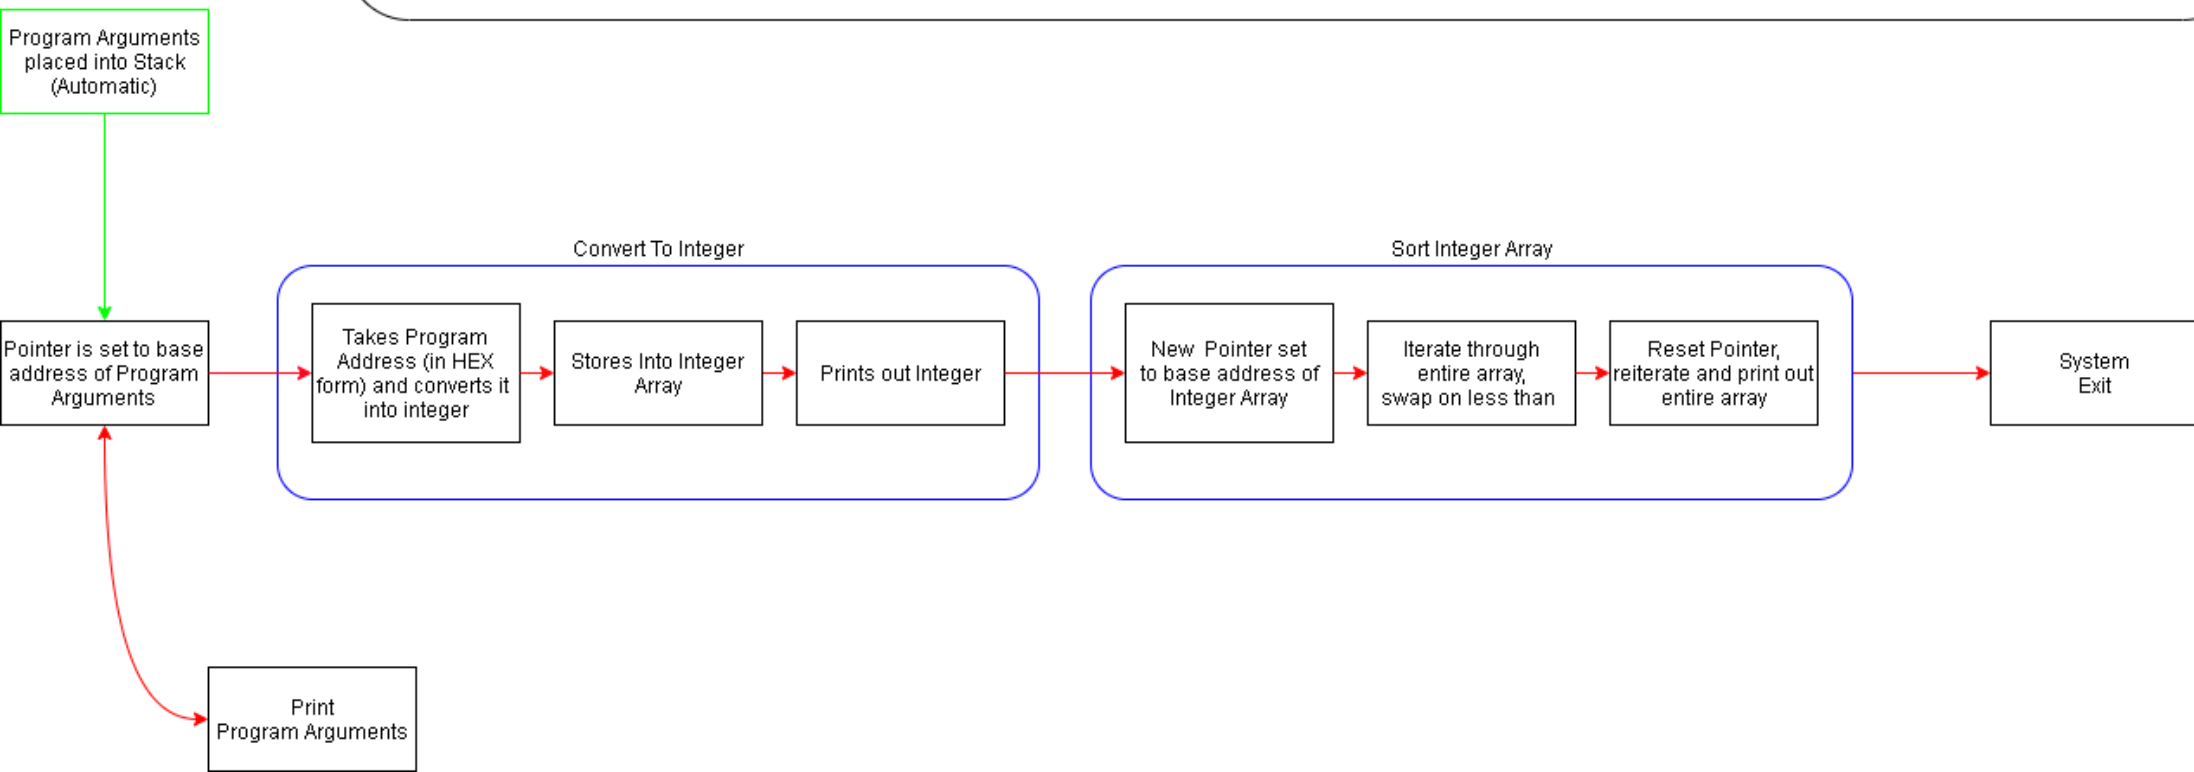 Program Arguments
placed into Stack
(Automatic)
Convert To Integer
Sort Integer Array
Pointer is set to base
address of Program
Arguments
Takes Program
Address (in HEX
form) and converts it
into integer
Stores Into Integer
Array
Prints out Integer
New Pointer set
to base address of
Integer Array
Iterate through
entire array,
swap on less than
Reset Pointer,
reiterate and print out
entire array
System
Exit
Print
Program Arguments